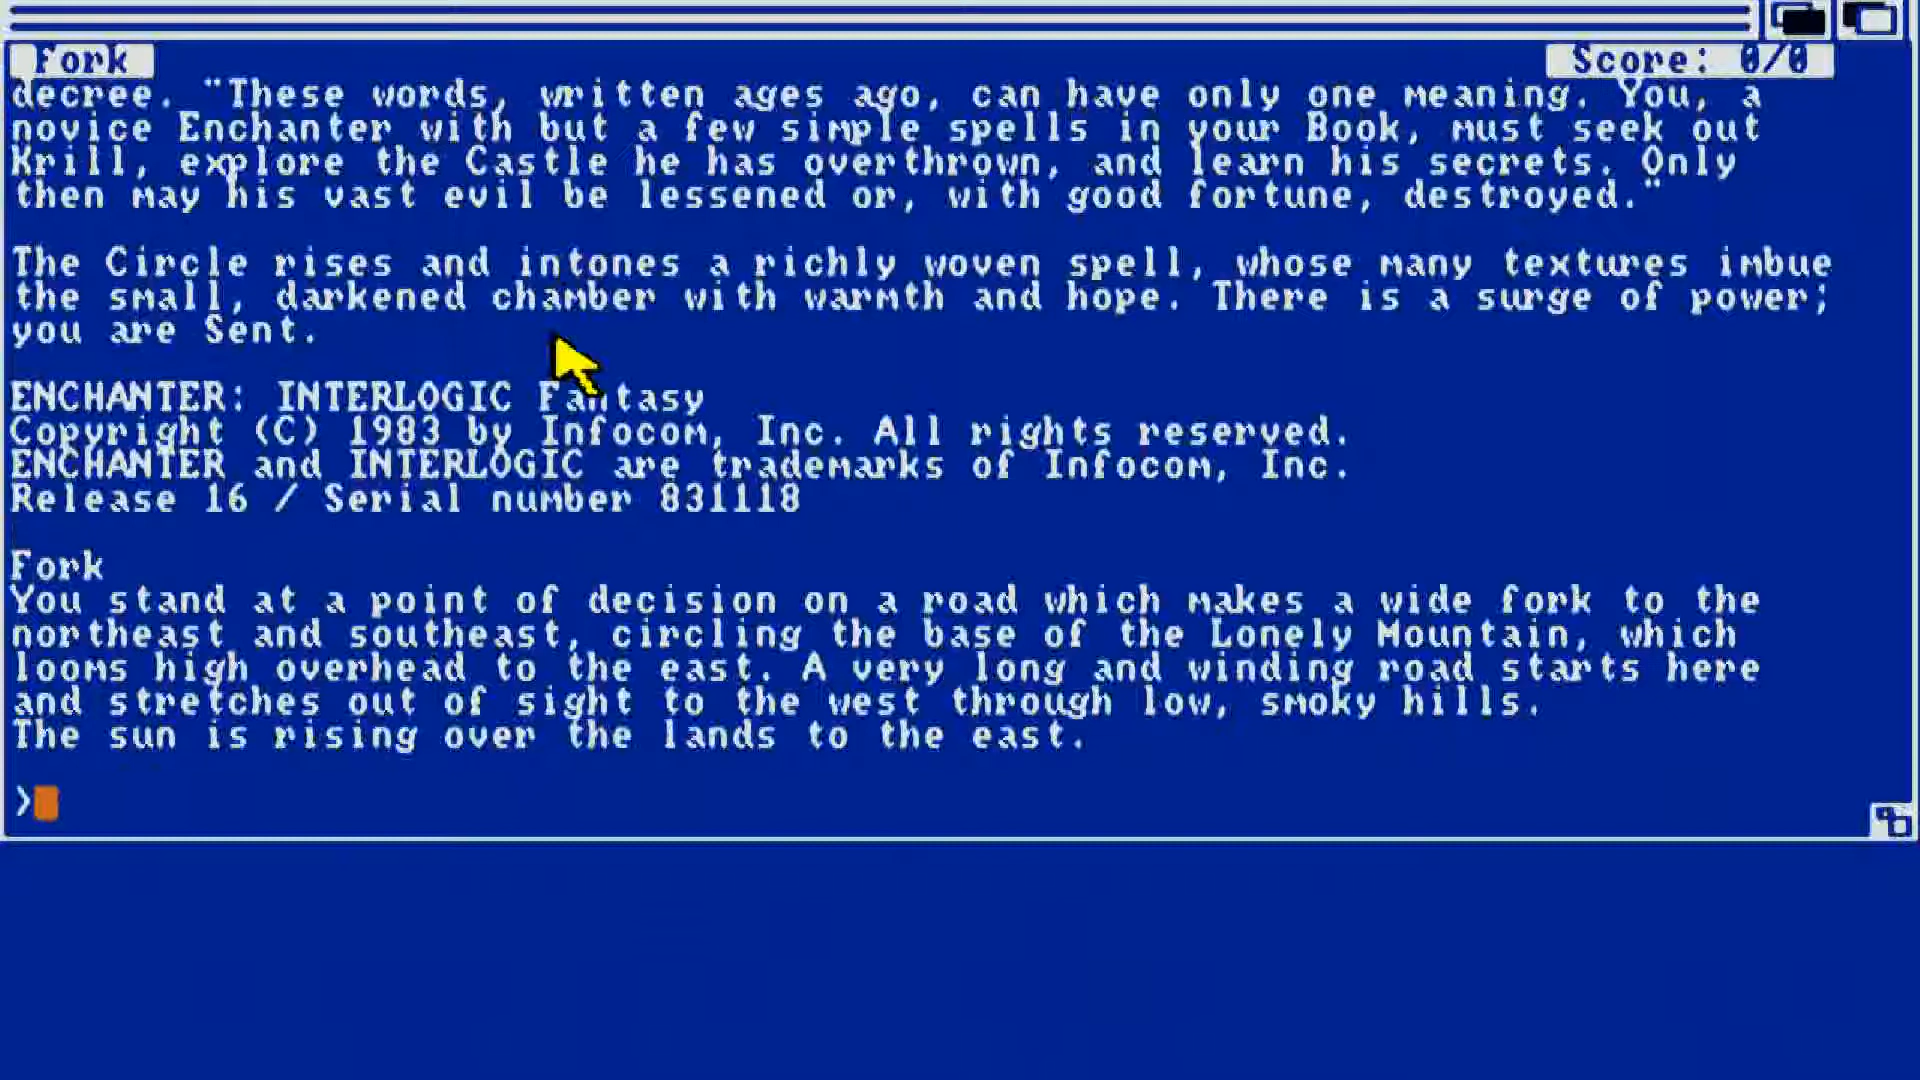 Fork Score: 0/0
decree. "These words, written ages ago, can have only one meaning. You, a
novice Enchanter with but a few simple spells in your Book, must seek out
Krill, explore the Castle he has overthrown, and learn his secrets. Only
then may his vast evil be lessened or, with good fortune, destroyed."
The Circle rises and intones a richly woven spell, whose many textures imbue
the small, darkened chamber with warmth and hope. There is a surge of power;
you are Sent.
ENCHANTER: INTERLOGIC Fantasy
Copyright (C) 1983 by Infocom, Inc. All rights reserved.
ENCHANTER and INTERLOGIC are trademarks of Infocom, Inc.
Release 16 / Serial number 831118
Fork
You stand at a point of decision on a road which makes a wide fork to the
northeast and southeast, circling the base of the Lonely Mountain, which
looms high overhead to the east. A very long and winding road starts here
and stretches out of sight to the west through low, smoky hills.
The sun is rising over the lands to the east.
>